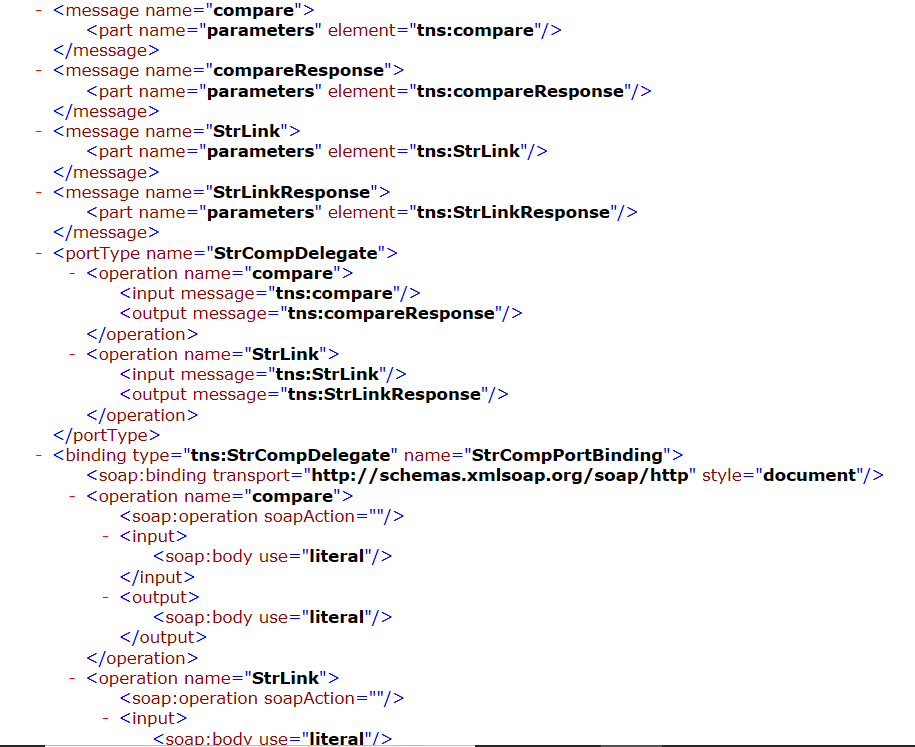 - <message name="compare">
<part name="parameters" element="tns:compare"/>
</message>
- <message name="compareResponse">
<part name="parameters" element="tns:compareResponse"/>
</message>
- <message name="StrLink">
<part name="parameters" element="tns:StrLink"/>
</message>
- <message name="StrLinkResponse">
<part name="parameters" element="tns:StrLinkResponse"/>
</message>
- <portType name="StrCompDelegate">
- <operation name="compare">
<input message="tns:compare"/>
<output message="tns:compareResponse"/>
</operation>
- <operation name="StrLink">
<input message="tns:StrLink"/>
<output message="tns:StrLinkResponse"/>
</operation>
</portType>
- <binding type="tns:StrCompDelegate" name="StrCompPortBinding">
<soap:binding transport="http://schemas.xmlsoap.org/soap/http" style="document"/>
- <operation name="compare">
<soap:operation soapAction=""/>
- <input>
<soap:body use="literal"/>
</input>
- <output>
<soap:body use="literal"/>
</output>
</operation>
- <operation name="StrLink">
<soap:operation soapAction=""/>
- <input>
<soap:body use="literal"/>